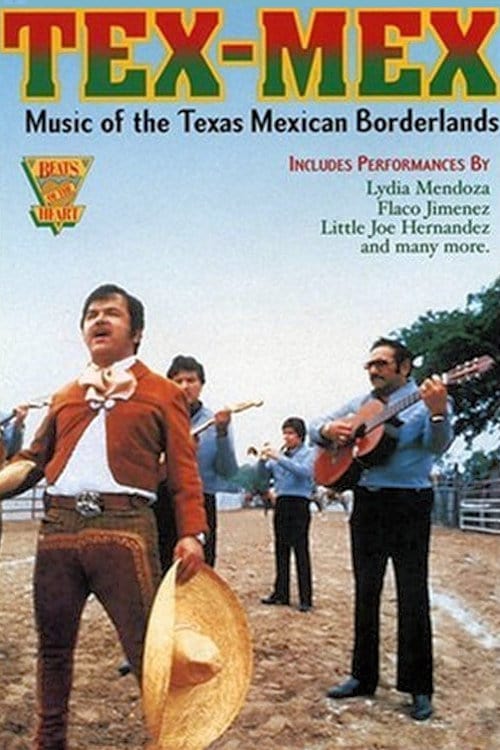 TEX-MEX
Music of the Texas Mexican Borderlands
BEATS
OF THE
HEART
INCLUDES PERFORMANCES BY
Lydia Mendoza
Flaco Jimenez
Little Joe Hernandez
and many more.